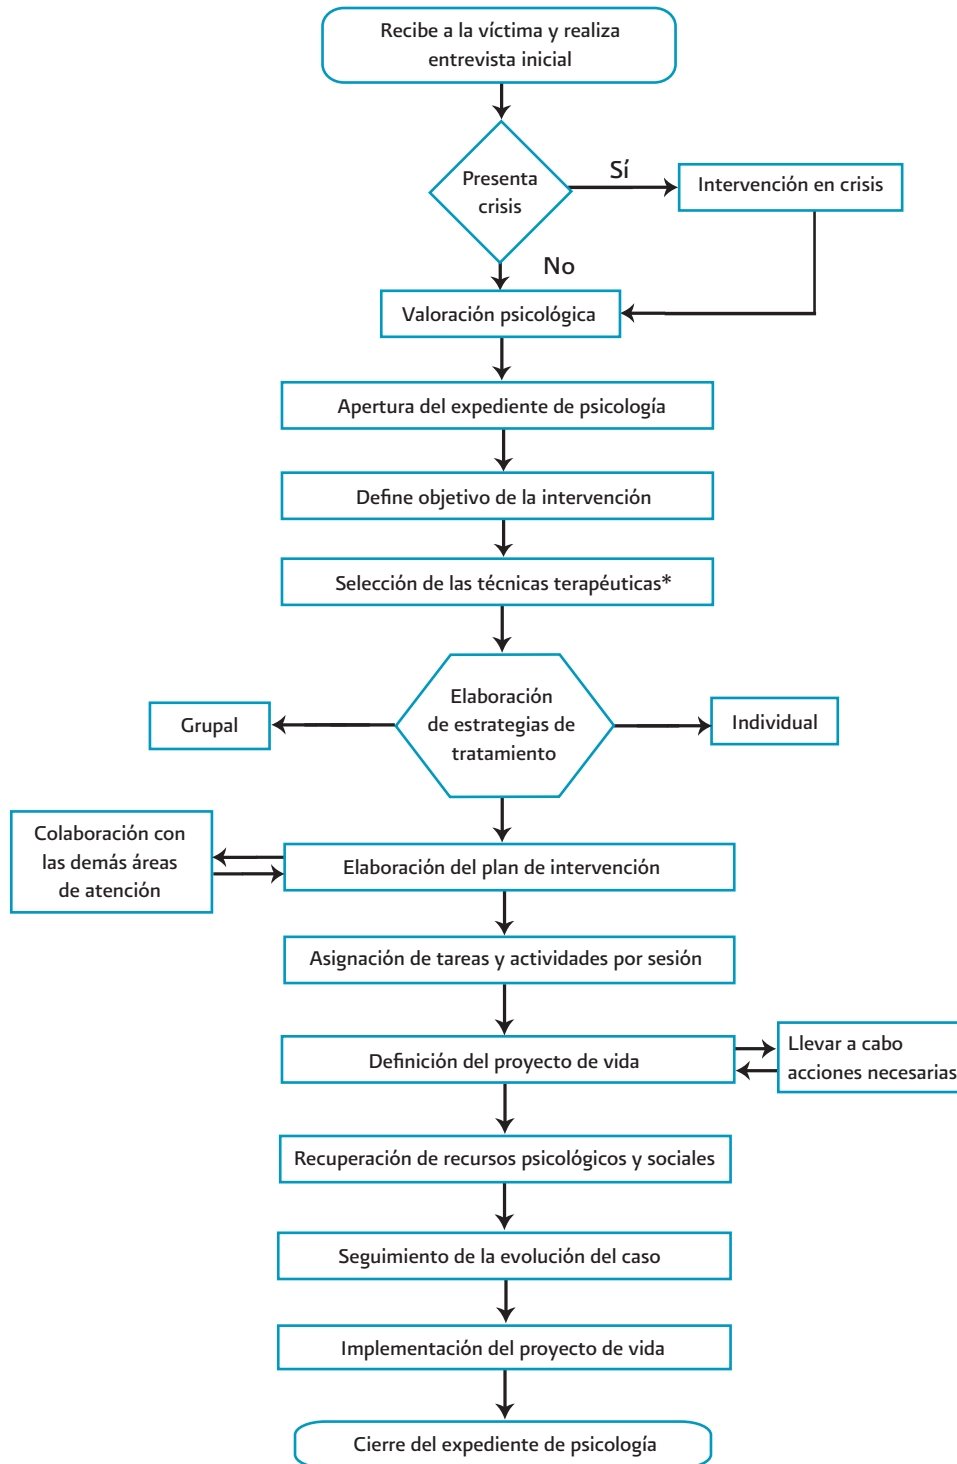 Recibe a la víctima y realiza
entrevista inicial
Presenta
crisis
Sí
Intervención en crisis
No
Valoración psicológica
Apertura del expediente de psicología
Define objetivo de la intervención
Selección de las técnicas terapéuticas*
Elaboración
de estrategias de
tratamiento
Grupal
Individual
Colaboración con
las demás áreas
de atención
Elaboración del plan de intervención
Asignación de tareas y actividades por sesión
Definición del proyecto de vida
Llevar a cabo
acciones necesarias
Recuperación de recursos psicológicos y sociales
Seguimiento de la evolución del caso
Implementación del proyecto de vida
Cierre del expediente de psicología